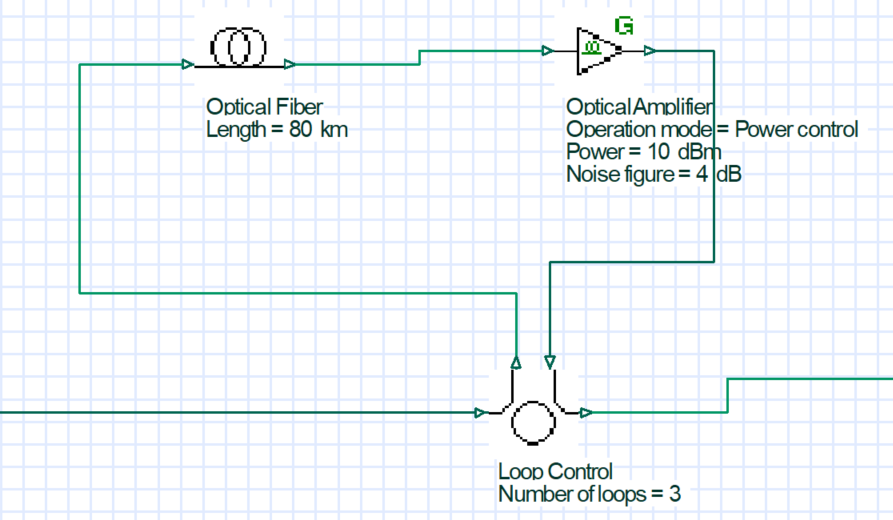 G
Optical Fiber
Length = 80 km
Optical Amplifier
Operation mode = Power control
Power = 10 dBm
Noise figure = 4 dB
Loop Control
Number of loops = 3